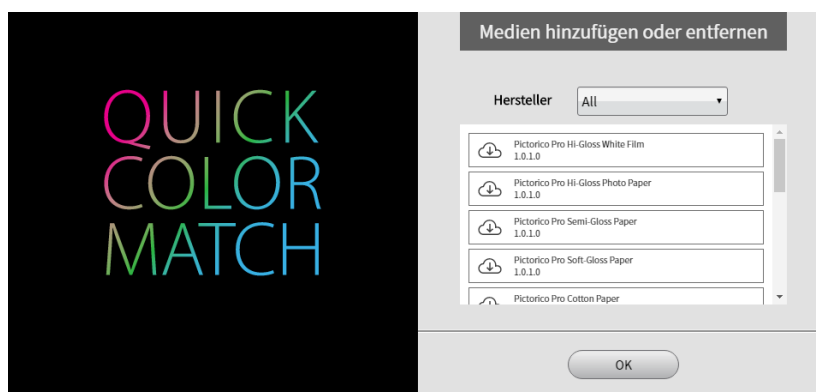 QUICK
COLOR
MATCH
Medien hinzufügen oder entfernen
Hersteller All
Pictorico Pro Hi-Gloss White Film
1.0.1.0
Pictorico Pro Hi-Gloss Photo Paper
1.0.1.0
Pictorico Pro Semi-Gloss Paper
1.0.1.0
Pictorico Pro Soft-Gloss Paper
1.0.1.0
Pictorico Pro Cotton Paper
OK